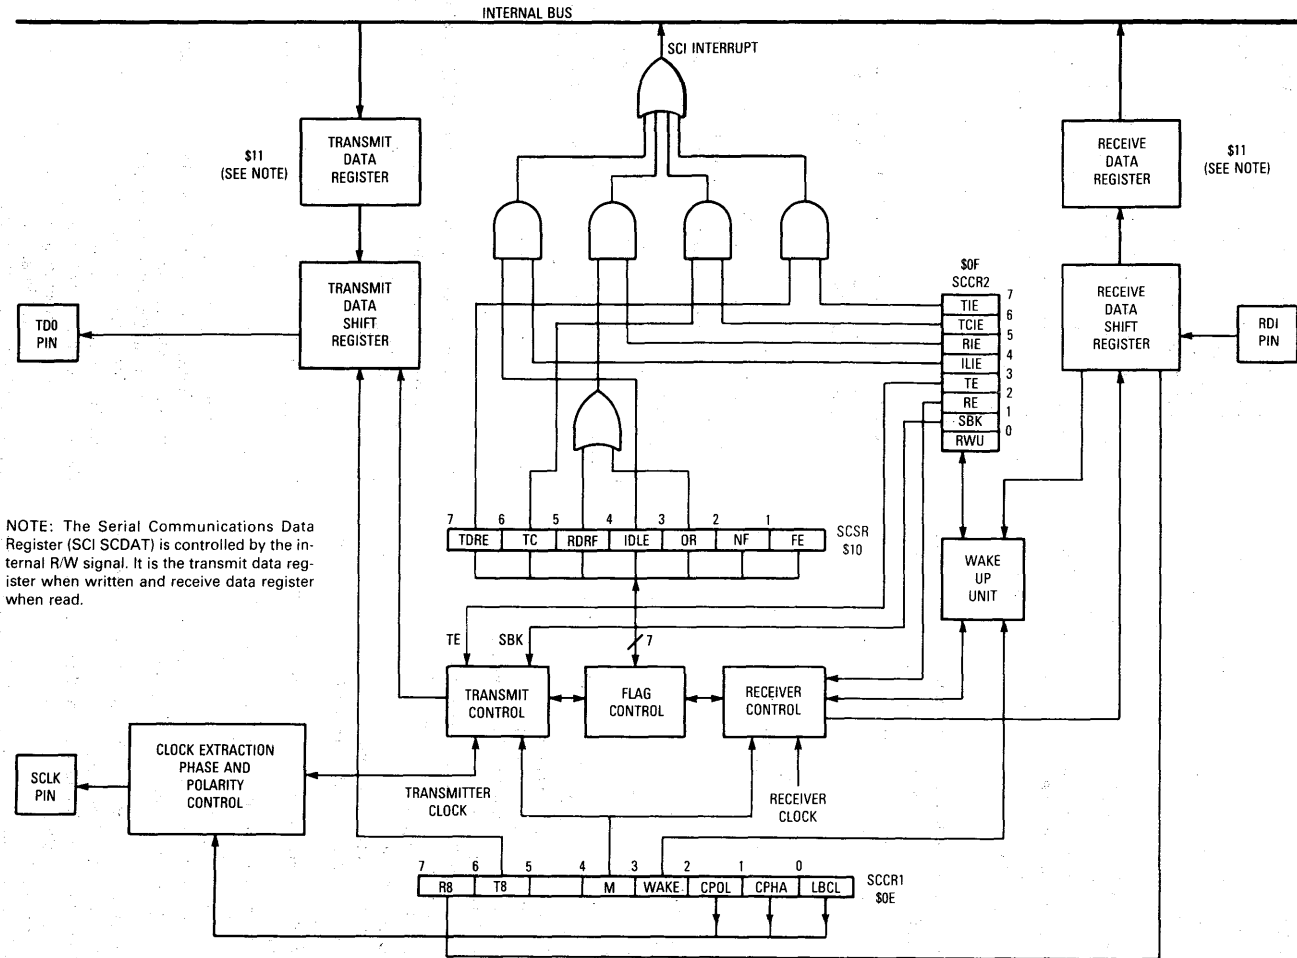 INTERNAL BUS
SCI INTERRUPT
$11
(SEE NOTE)
TRANSMIT
DATA
REGISTER
RECEIVE
DATA
REGISTER
$11
(SEE NOTE)
TRANSMIT
DATA
SHIFT
REGISTER
TD0
PIN
$0F
SCCR2
7
TIE
6
TCIE
5
RIE
4
ILIE
3
TE
2
RE
1
SBK
0
RWU
RECEIVE
DATA
SHIFT
REGISTER
RDI
PIN
NOTE: The Serial Communications Data
Register (SCI SCDAT) is controlled by the in-
ternal R/W signal. It is the transmit data reg-
ister when written and receive data register
when read.
7 6 5 4 3 2 1
TDRE TC RDRF IDLE OR NF FE
SCSR
$10
WAKE
UP
UNIT
TE SBK 7
TRANSMIT
CONTROL
FLAG
CONTROL
RECEIVER
CONTROL
SCLK
PIN
CLOCK EXTRACTION
PHASE AND
POLARITY
CONTROL
TRANSMITTER
CLOCK
RECEIVER
CLOCK
7 6 5 4 3 2 1 0
R8 T8 M WAKE CPOL CPHA LBCL
SCCR1
$0E